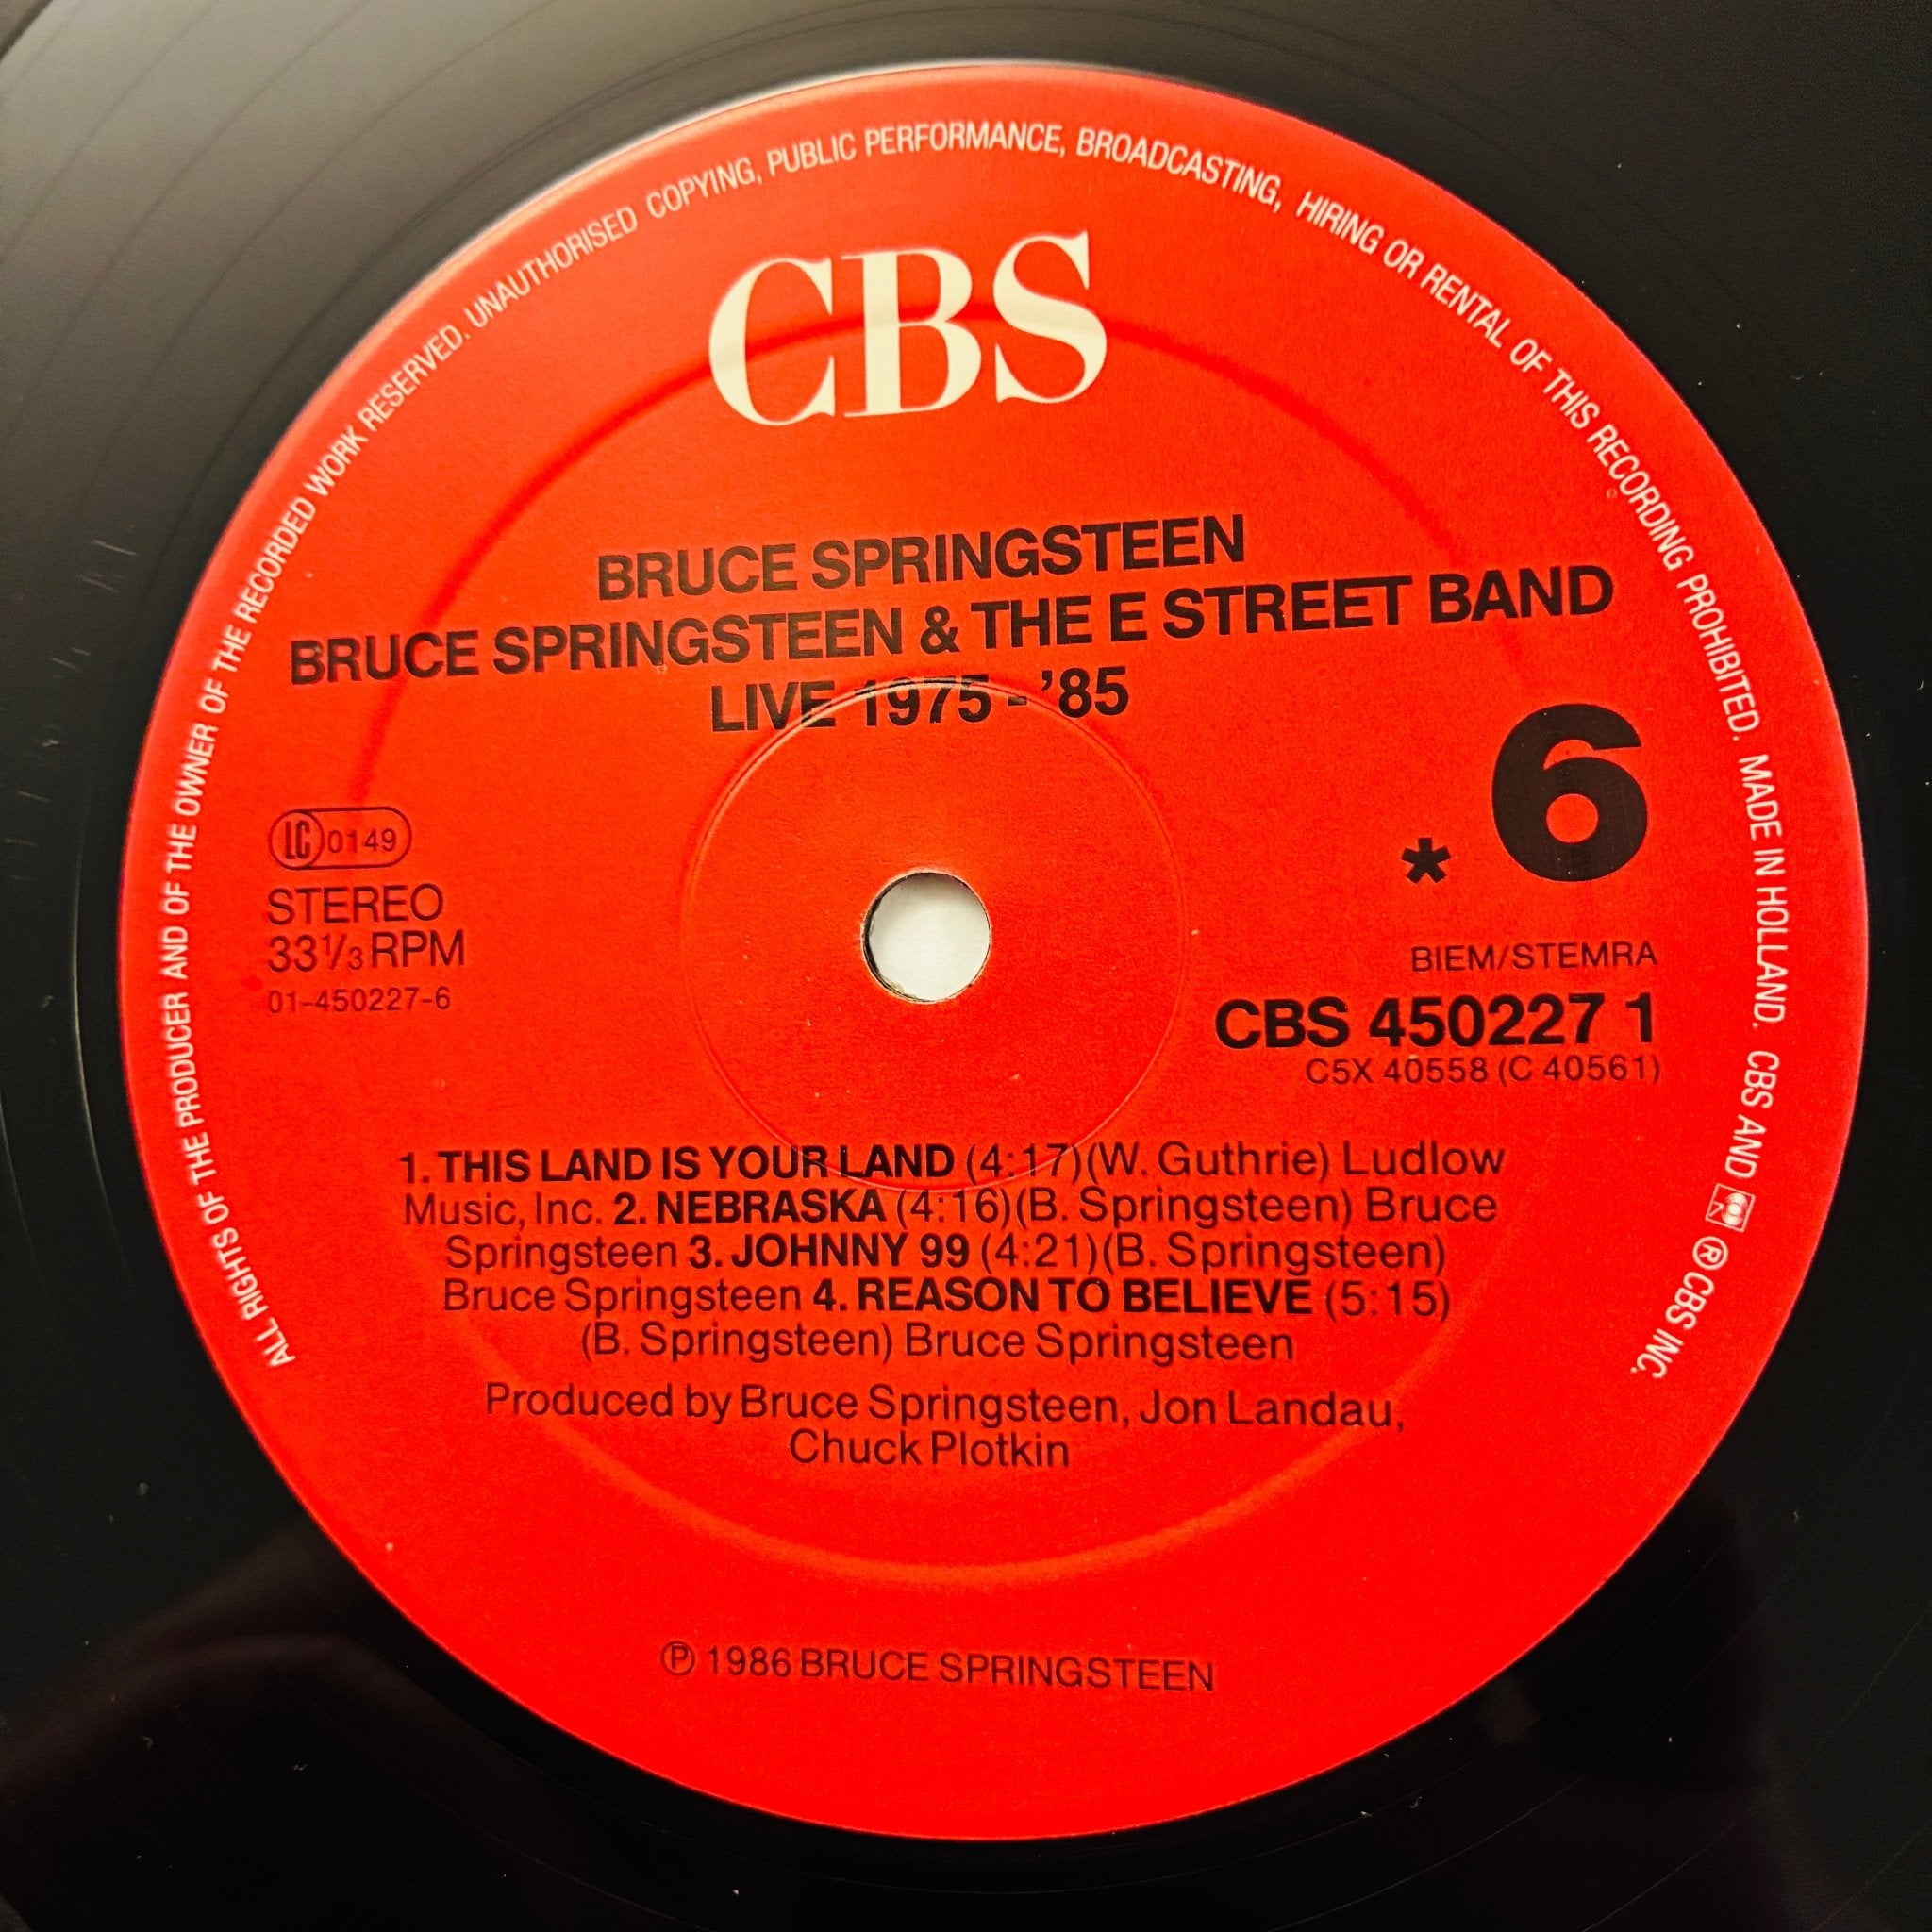 ALL RIGHTS OF THE PRODUCER AND OF THE OWNER OF THE RECORDED WORK RESERVED. UNAUTHORISED COPYING, PUBLIC PERFORMANCE, BROADCASTING, HIRING OR RENTAL OF THIS RECORDING PROHIBITED. MADE IN HOLLAND. CBS AND ® CBS INC.
CBS
BRUCE SPRINGSTEEN
BRUCE SPRINGSTEEN & THE E STREET BAND
LIVE 1975 - '85
LC 0149
STEREO
33⅓ RPM
01-450227-6
* 6
BIEM/STEMRA
CBS 450227 1
C5X 40558 (C 40561)
1. THIS LAND IS YOUR LAND (4:17)(W. Guthrie) Ludlow
Music, Inc. 2. NEBRASKA (4:16)(B. Springsteen) Bruce
Springsteen 3. JOHNNY 99 (4:21)(B. Springsteen)
Bruce Springsteen 4. REASON TO BELIEVE (5:15)
(B. Springsteen) Bruce Springsteen
Produced by Bruce Springsteen, Jon Landau,
Chuck Plotkin
℗ 1986 BRUCE SPRINGSTEEN